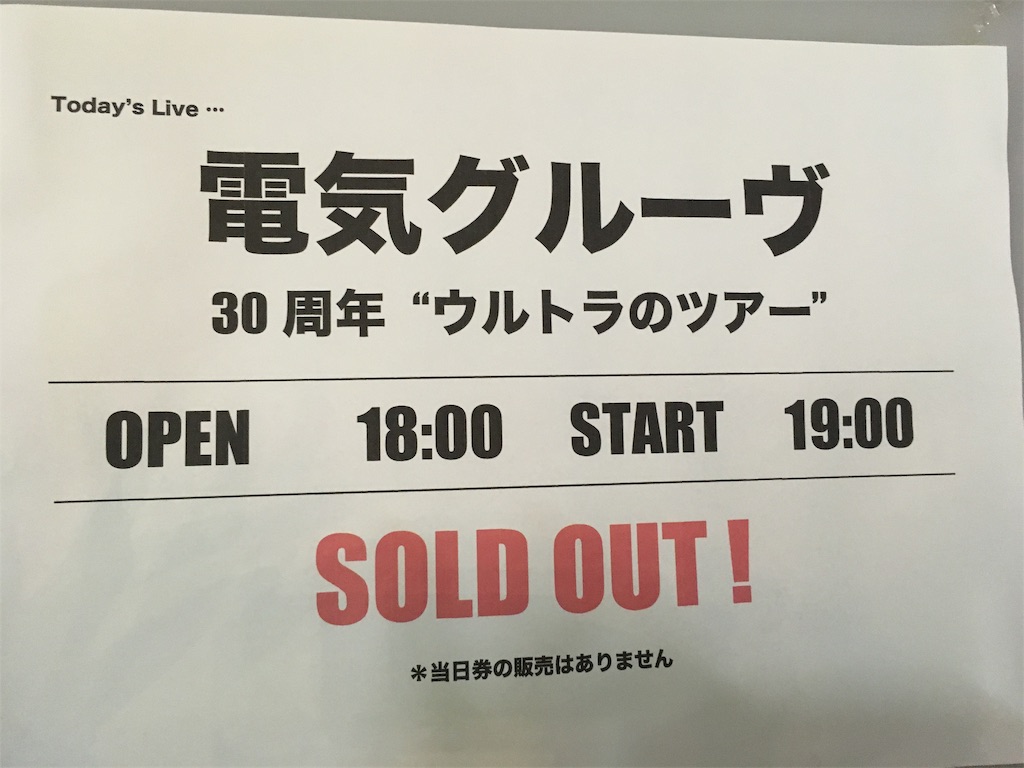 Today's Live …
電気グルーヴ
30 周年 “ウルトラのツアー”
OPEN 18:00 START 19:00
SOLD OUT !
＊当日券の販売はありません